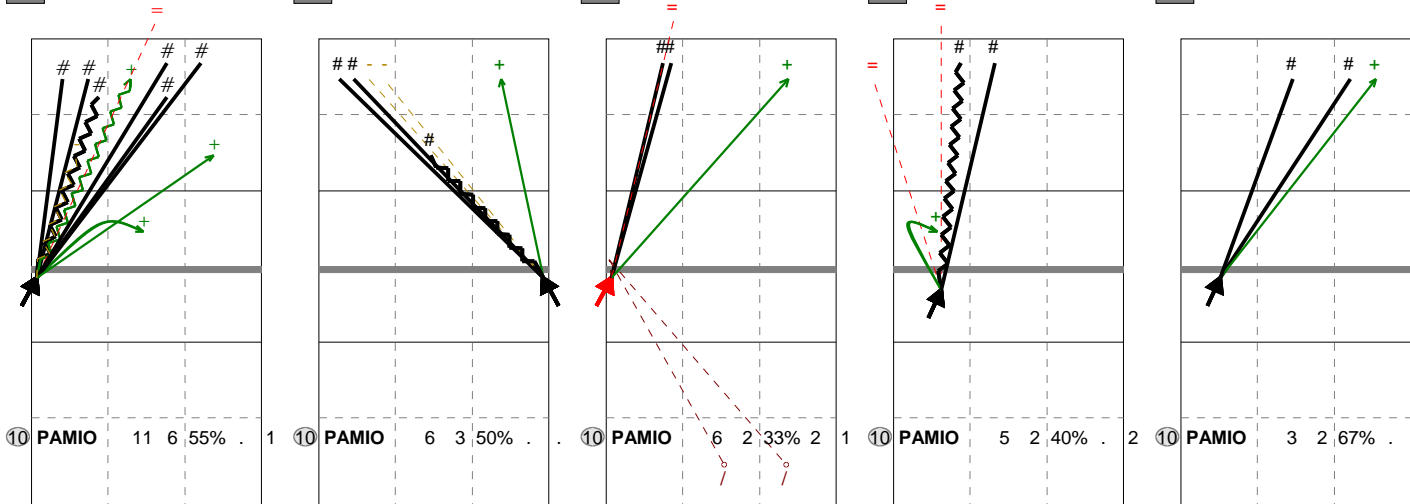 =
# # # + # # # + +
# # - - + #
= ## +
= = # # +
# # +
10 PAMIO 11 6 55% . 1
10 PAMIO 6 3 50% . .
10 PAMIO 6 2 33% 2 1
10 PAMIO 5 2 40% . 2
10 PAMIO 3 2 67% .
/ /